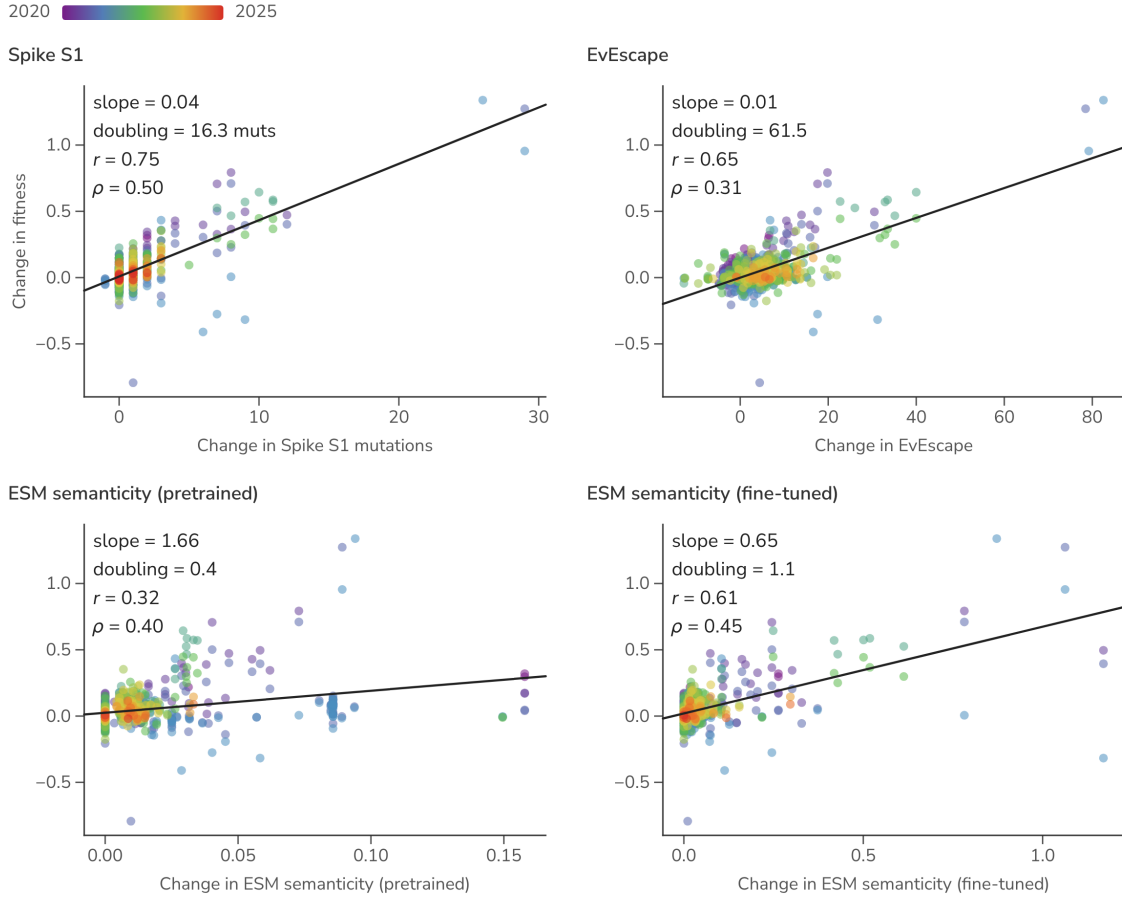 2020 2025
Spike S1
slope = 0.04
doubling = 16.3 muts
r = 0.75
ρ = 0.50
Change in fitness
1.0
0.5
0.0
−0.5
0 10 20 30
Change in Spike S1 mutations
EvEscape
slope = 0.01
doubling = 61.5
r = 0.65
ρ = 0.31
1.0
0.5
0.0
−0.5
0 20 40 60 80
Change in EvEscape
ESM semanticity (pretrained)
slope = 1.66
doubling = 0.4
r = 0.32
ρ = 0.40
1.0
0.5
0.0
−0.5
0.00 0.05 0.10 0.15
Change in ESM semanticity (pretrained)
ESM semanticity (fine-tuned)
slope = 0.65
doubling = 1.1
r = 0.61
ρ = 0.45
1.0
0.5
0.0
−0.5
0.0 0.5 1.0
Change in ESM semanticity (fine-tuned)